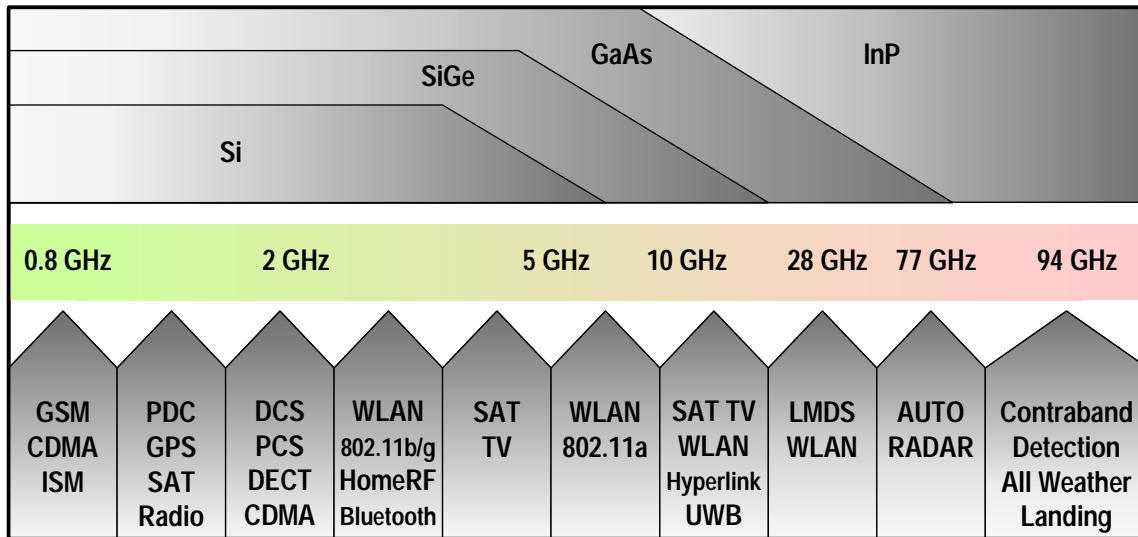 GaAs
InP
SiGe
Si
0.8 GHz
2 GHz
5 GHz
10 GHz
28 GHz
77 GHz
94 GHz
GSM
CDMA
ISM
PDC
GPS
SAT
Radio
DCS
PCS
DECT
CDMA
WLAN
802.11b/g
HomeRF
Bluetooth
SAT
TV
WLAN
802.11a
SAT TV
WLAN
Hyperlink
UWB
LMDS
WLAN
AUTO
RADAR
Contraband
Detection
All Weather
Landing